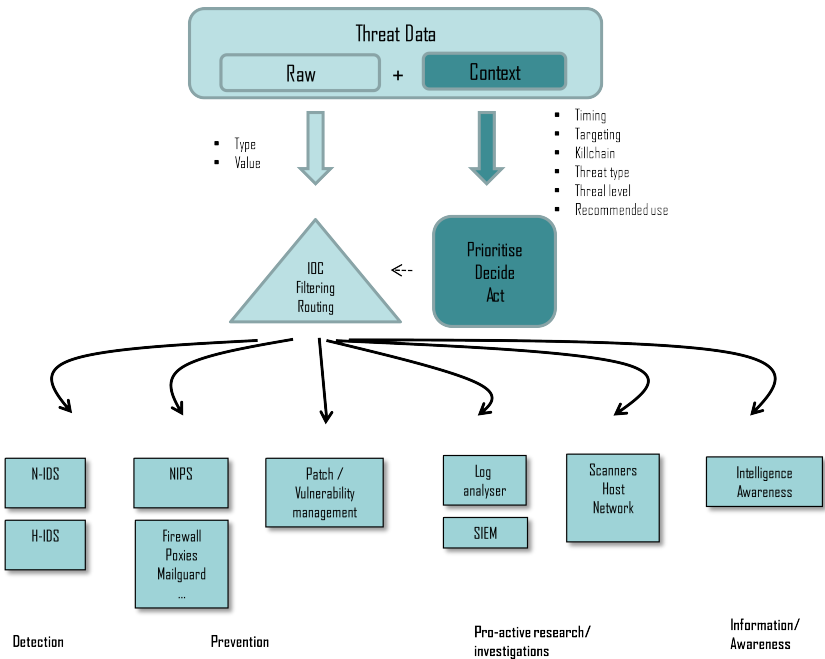 Threat Data
Raw
+
Context
▪ Type
▪ Value
▪ Timing
▪ Targeting
▪ Killchain
▪ Threat type
▪ Threal level
▪ Recommended use
IOC
Filtering
Routing
Prioritise
Decide
Act
N-IDS
H-IDS
NIPS
Firewall
Poxies
Mailguard
...
Patch /
Vulnerability
management
Log
analyser
SIEM
Scanners
Host
Network
Intelligence
Awareness
Detection
Prevention
Pro-active research/
investigations
Information/
Awareness